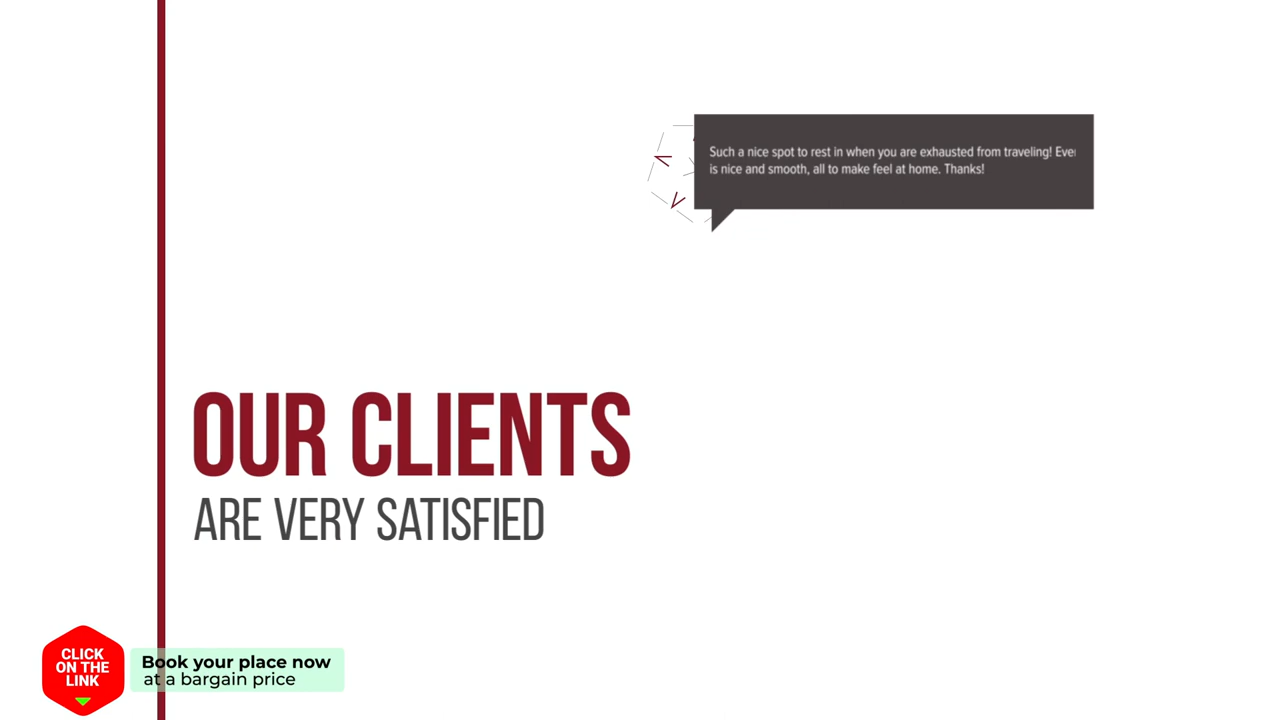 Such a nice spot to rest in when you are exhausted from traveling! Ever
is nice and smooth, all to make feel at home. Thanks!
OUR CLIENTS
ARE VERY SATISFIED
CLICK
ON THE
LINK
Book your place now
at a bargain price